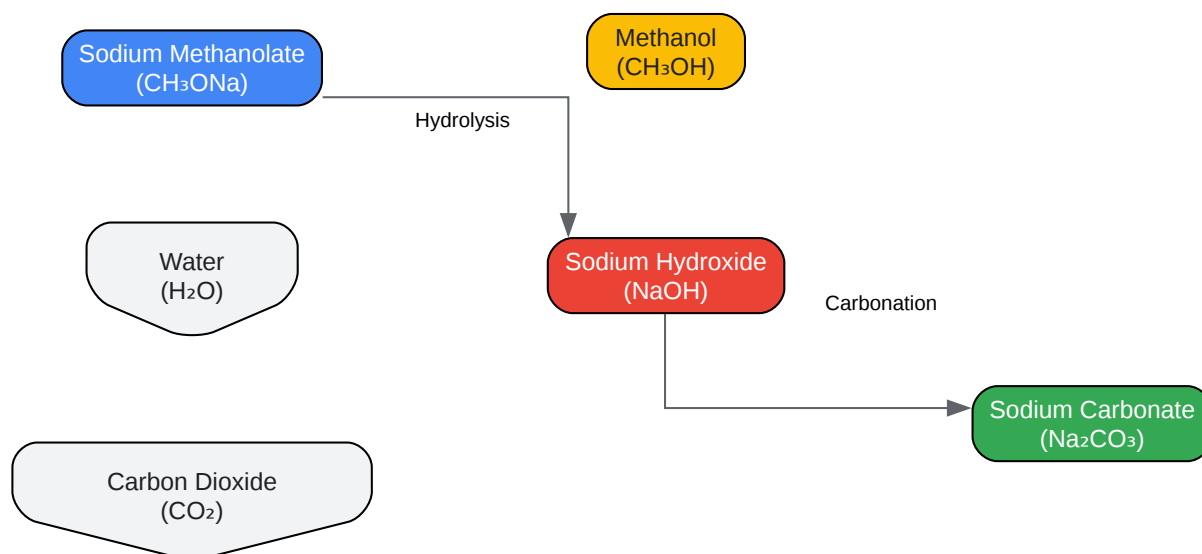 Sodium Methanolate
(CH₃ONa)
Methanol
(CH₃OH)
Hydrolysis
Water
(H₂O)
Sodium Hydroxide
(NaOH)
Carbonation
Sodium Carbonate
(Na₂CO₃)
Carbon Dioxide
(CO₂)